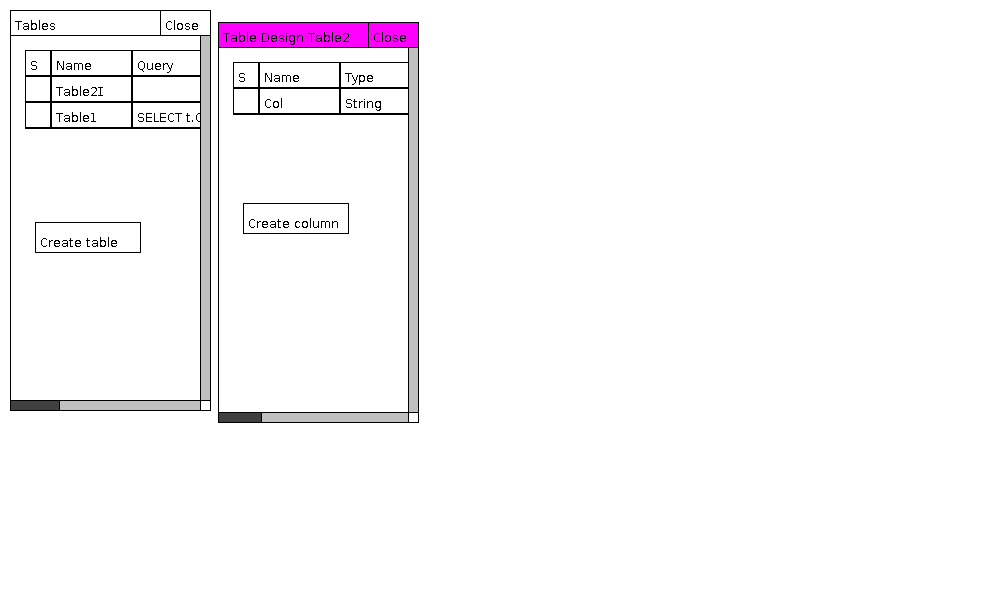 Tables Close
S Name Query
Table2I
Table1 SELECT t.
Create table
Table Design Table2 Close
S Name Type
Col String
Create column